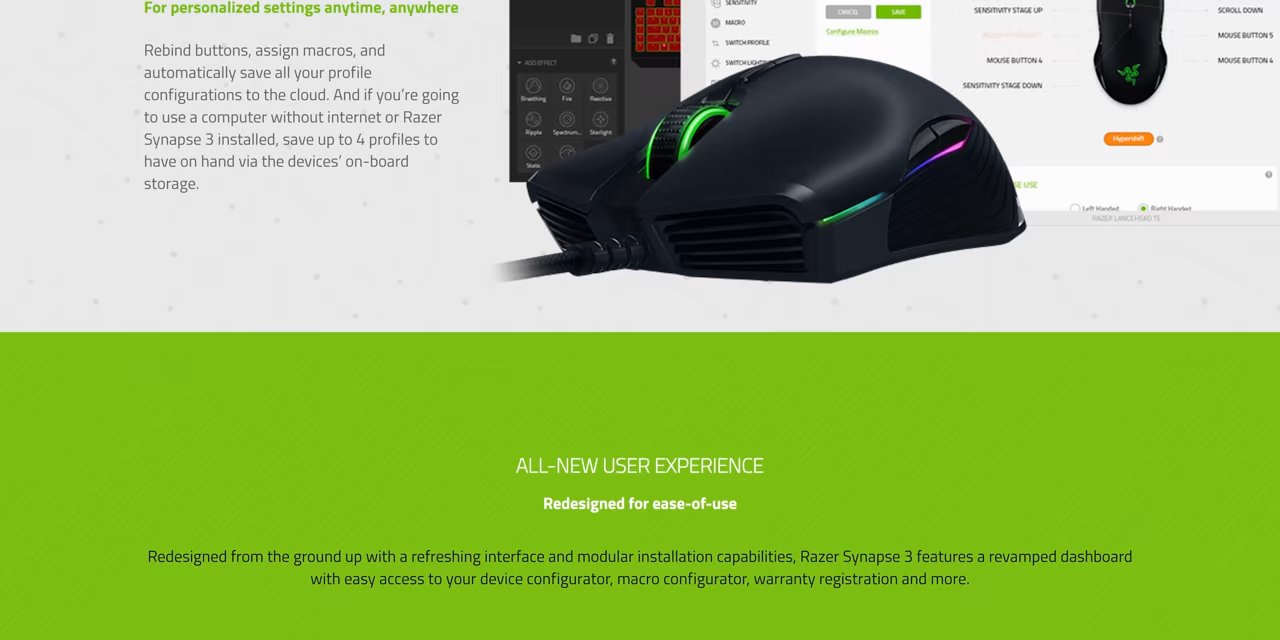 For personalized settings anytime, anywhere
Rebind buttons, assign macros, and
automatically save all your profile
configurations to the cloud. And if you're going
to use a computer without internet or Razer
Synapse 3 installed, save up to 4 profiles to
have on hand via the devices' on-board
storage.
ADD EFFECT
Breathing Fire Reactive
Ripple Spectrum... Starlight
Static
SENSITIVITY
MACRO
SWITCH PROFILE
SWITCH LIGHTING
CANCEL SAVE
Configure Macros
SENSITIVITY STAGE UP
MOUSE BUTTON 4
SENSITIVITY STAGE DOWN
SCROLL DOWN
MOUSE BUTTON 5
MOUSE BUTTON 4
Hypershift
USE
Left Handed Right Handed
RAZER LANCEHEAD TE
ALL-NEW USER EXPERIENCE
Redesigned for ease-of-use
Redesigned from the ground up with a refreshing interface and modular installation capabilities, Razer Synapse 3 features a revamped dashboard
with easy access to your device configurator, macro configurator, warranty registration and more.